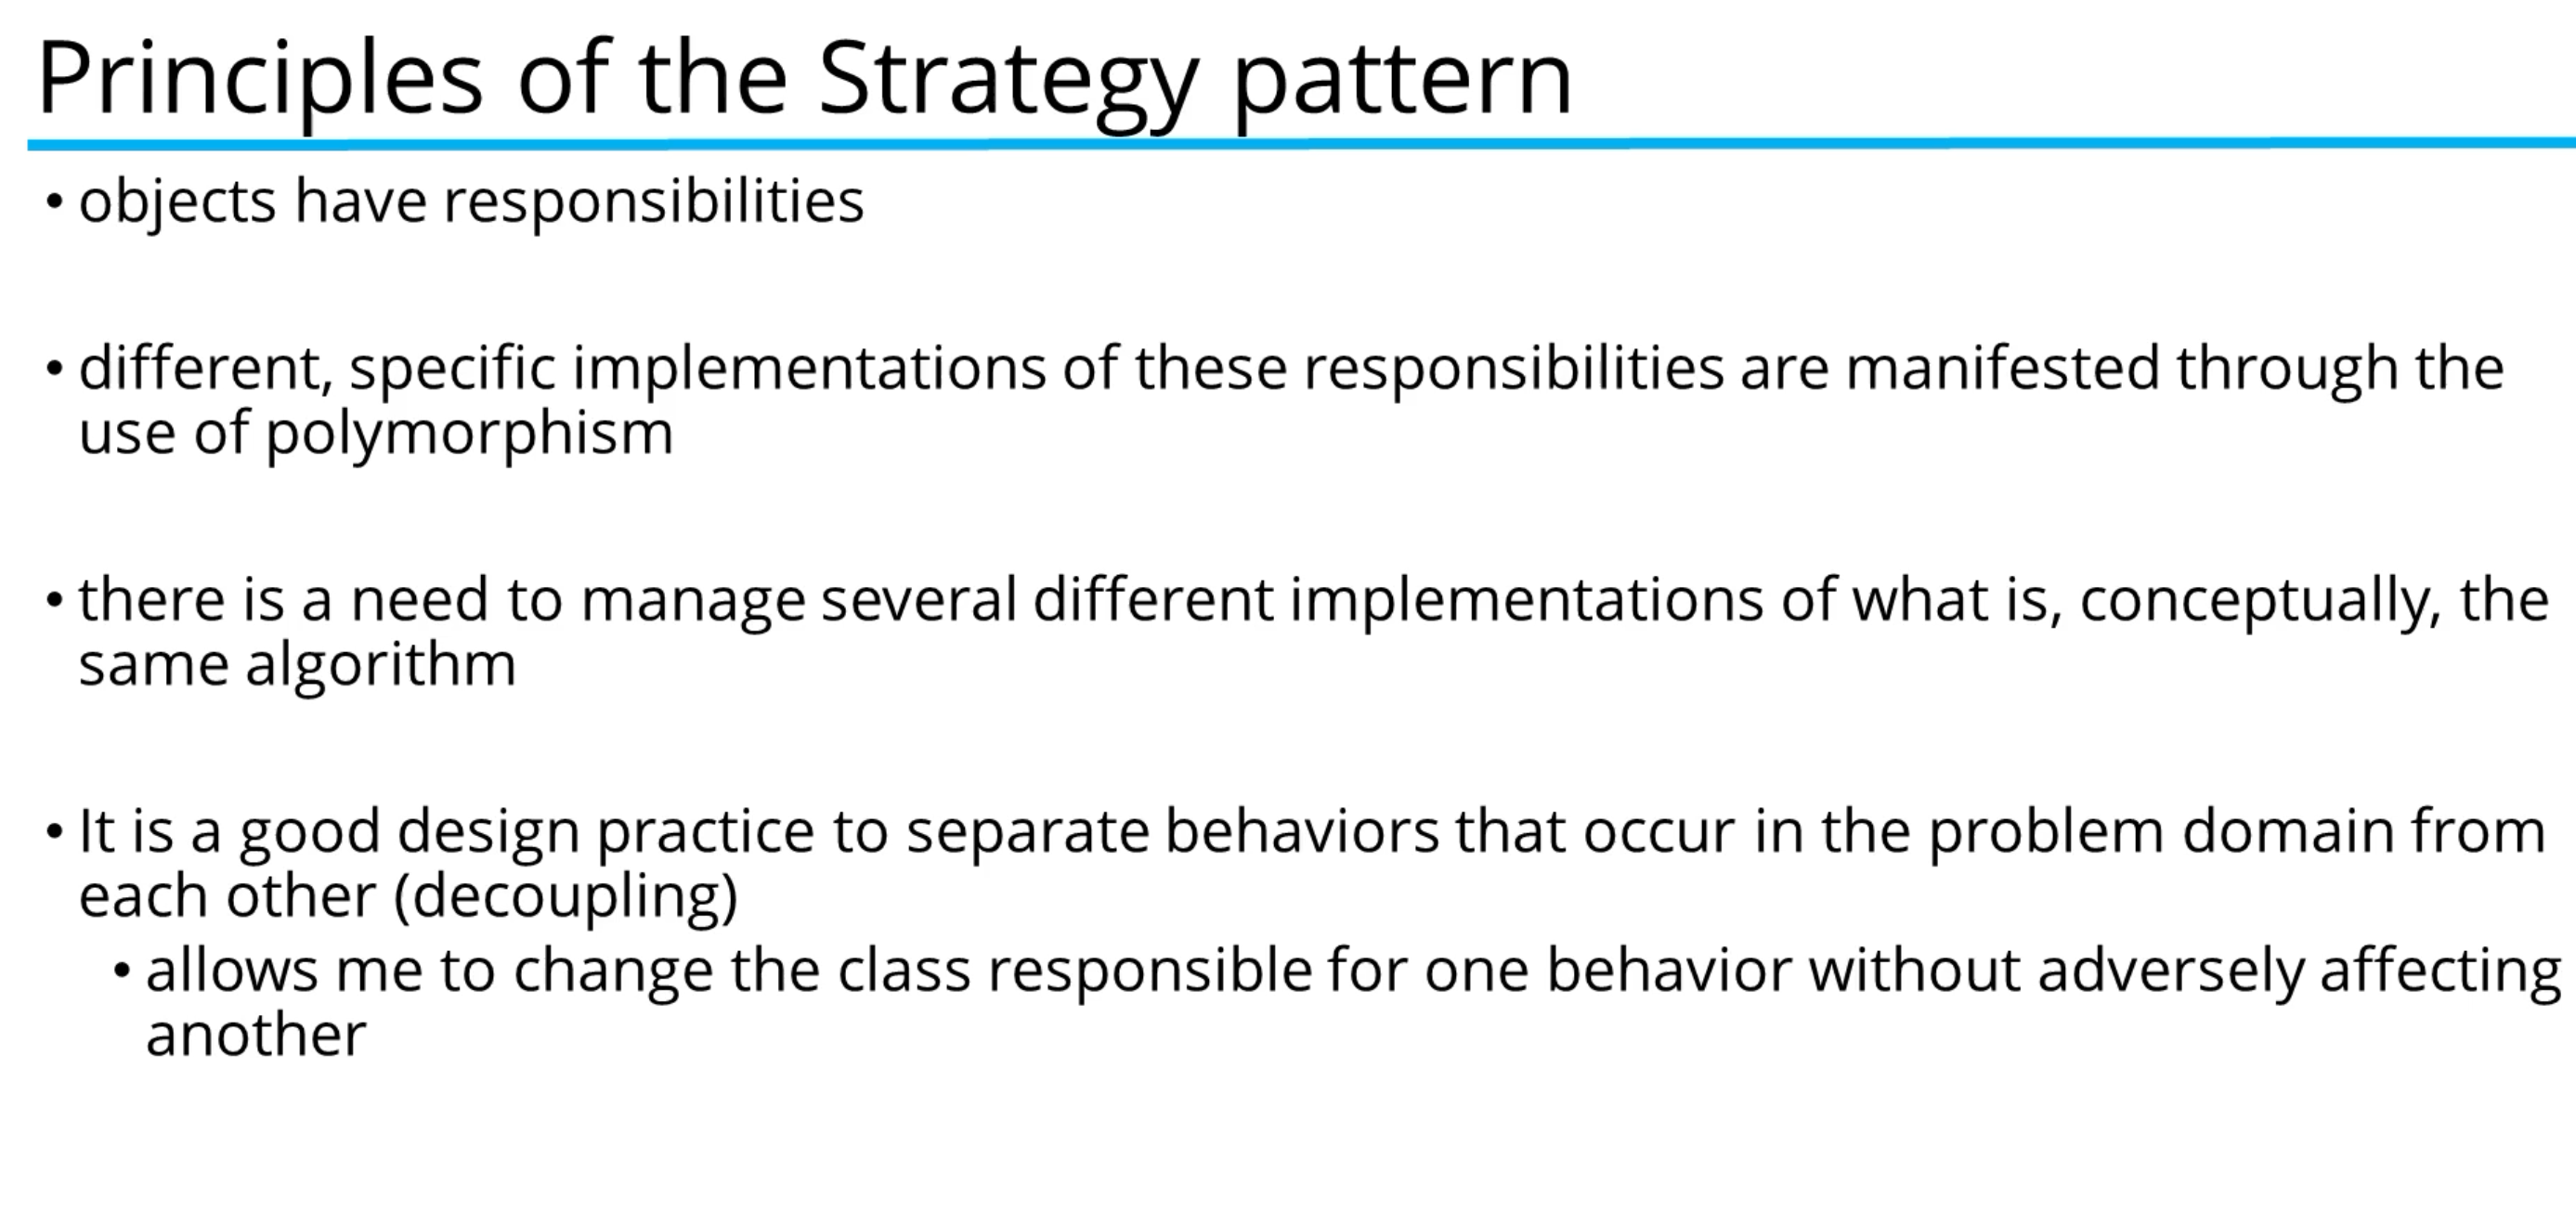 Principles of the Strategy pattern
• objects have responsibilities
• different, specific implementations of these responsibilities are manifested through the
use of polymorphism
• there is a need to manage several different implementations of what is, conceptually, the
same algorithm
• It is a good design practice to separate behaviors that occur in the problem domain from
each other (decoupling)
• allows me to change the class responsible for one behavior without adversely affecting
another